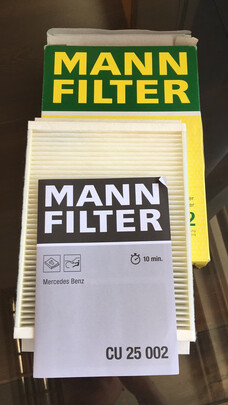 MANN
FILTER
MANN
FILTER
10 min.
Mercedes Benz
CU 25 002